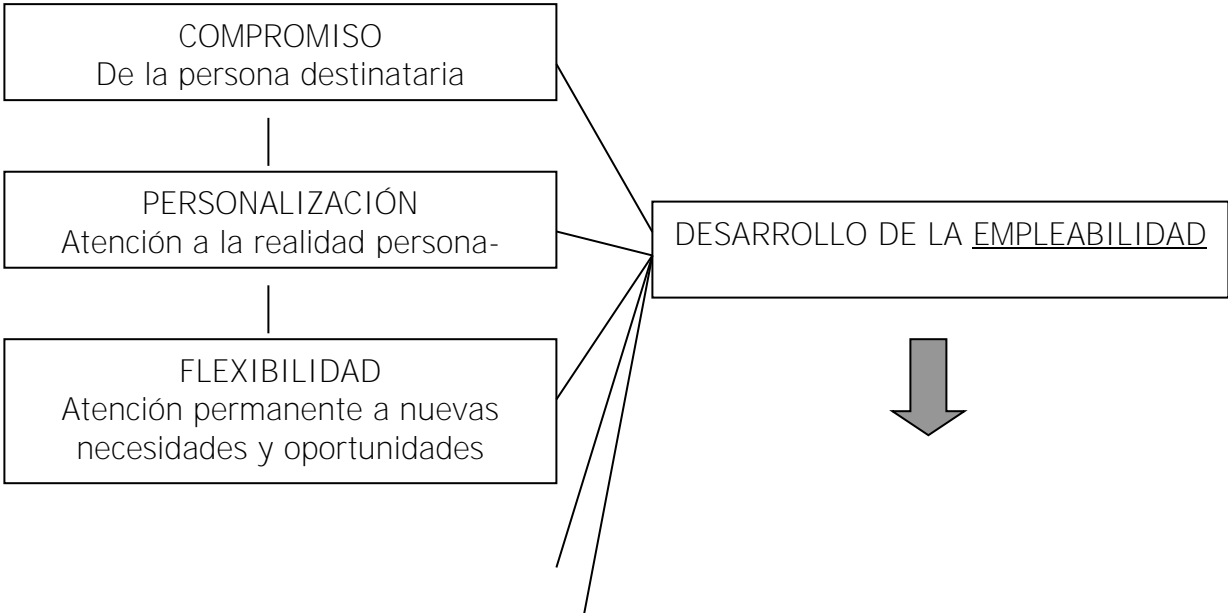 COMPROMISO
De la persona destinataria
PERSONALIZACIÓN
Atención a la realidad persona-
FLEXIBILIDAD
Atención permanente a nuevas
necesidades y oportunidades
DESARROLLO DE LA EMPLEABILIDAD